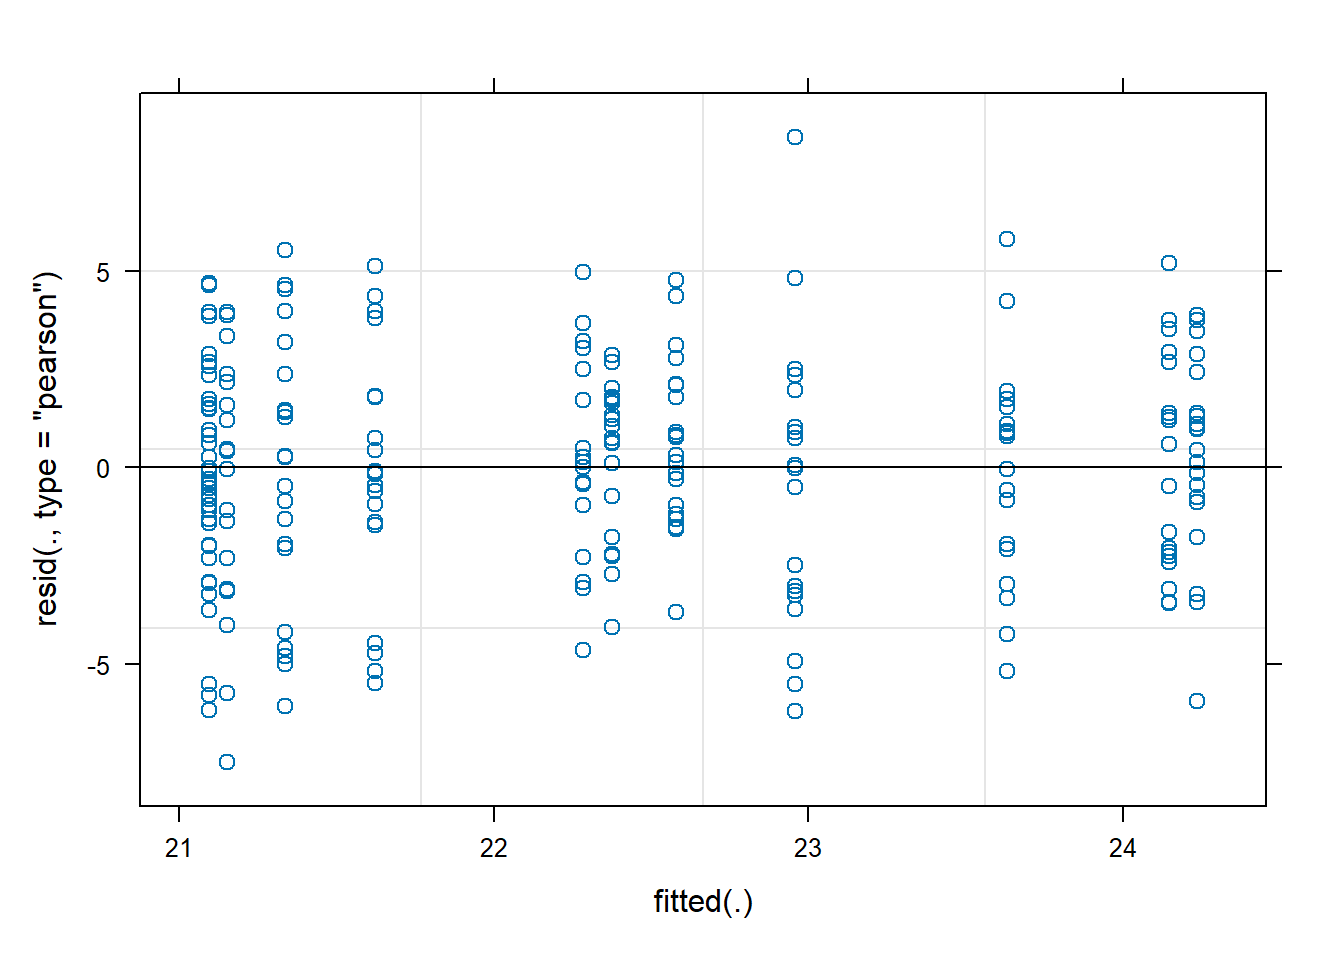 resid(., type = "pearson")
5
0
-5
21 22 23 24
fitted(.)